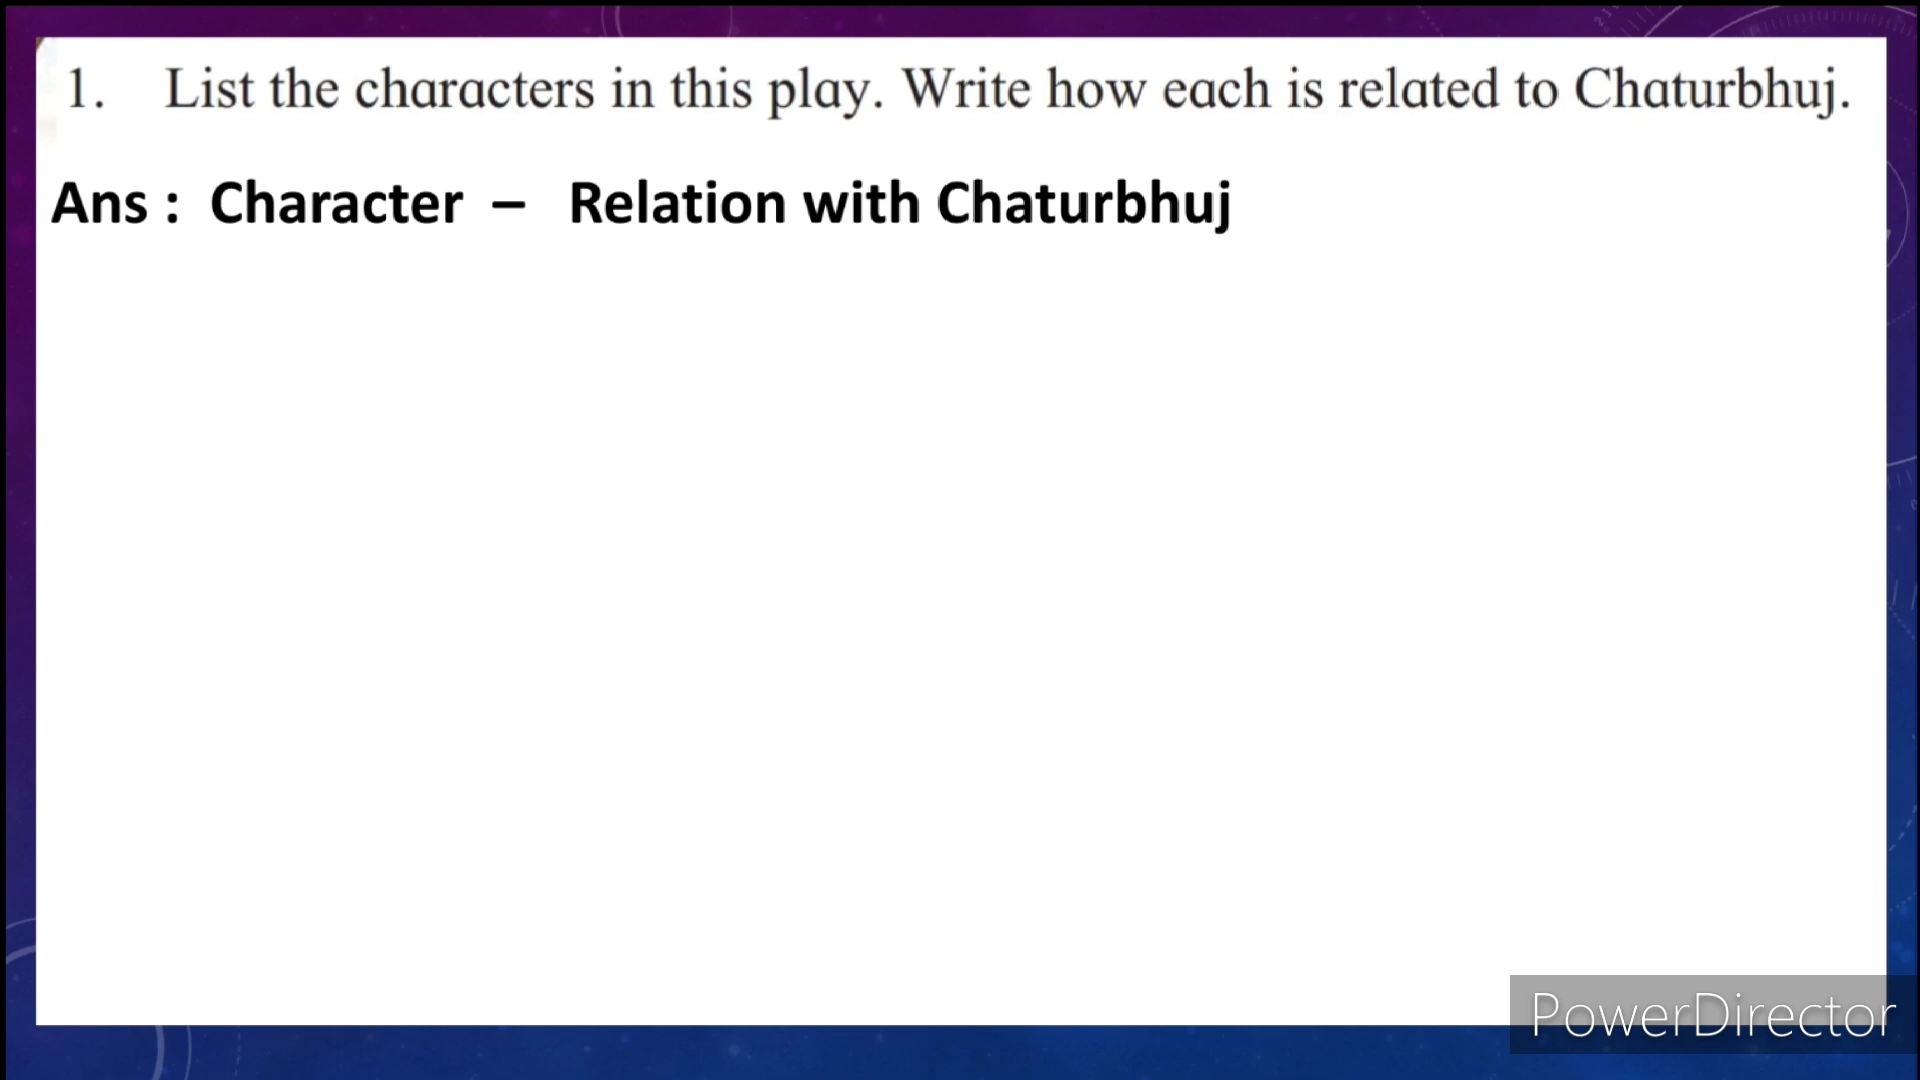 1. List the characters in this play. Write how each is related to Chaturbhuj.
Ans : Character – Relation with Chaturbhuj
PowerDirector